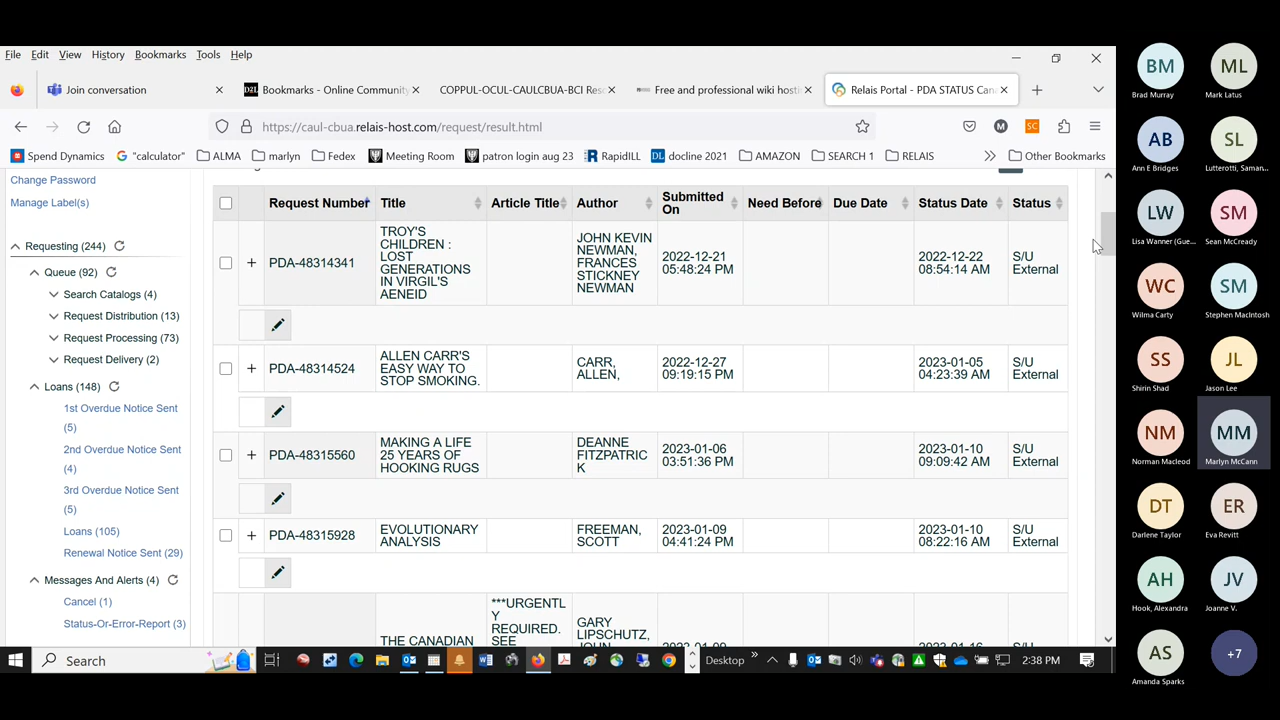 File Edit View History Bookmarks Tools Help
Join conversation
D2L Bookmarks - Online Community
COPPUL-OCUL-CAULCBUA-BCI Res
Free and professional wiki hosti
Relais Portal - PDA STATUS Can
https://caul-cbua.relais-host.com/request/result.html
M
SC
Spend Dynamics
"calculator"
ALMA
marlyn
Fedex
Meeting Room
patron login aug 23
RapidILL
DL docline 2021
AMAZON
SEARCH 1
RELAIS
Other Bookmarks
Change Password
Manage Label(s)
Requesting (244)
Queue (92)
Search Catalogs (4)
Request Distribution (13)
Request Processing (73)
Request Delivery (2)
Loans (148)
1st Overdue Notice Sent
(5)
2nd Overdue Notice Sent
(4)
3rd Overdue Notice Sent
(5)
Loans (105)
Renewal Notice Sent (29)
Messages And Alerts (4)
Cancel (1)
Status-Or-Error-Report (3)
Request Number Title Article Title Author Submitted On Need Before Due Date Status Date Status
PDA-48314341
TROY'S
CHILDREN :
LOST
GENERATIONS
IN VIRGIL'S
AENEID
JOHN KEVIN
NEWMAN,
FRANCES
STICKNEY
NEWMAN
2022-12-21
05:48:24 PM
2022-12-22
08:54:14 AM
S/U
External
PDA-48314524
ALLEN CARR'S
EASY WAY TO
STOP SMOKING.
CARR,
ALLEN,
2022-12-27
09:19:15 PM
2023-01-05
04:23:39 AM
S/U
External
PDA-48315560
MAKING A LIFE
25 YEARS OF
HOOKING RUGS
DEANNE
FITZPATRIC
K
2023-01-06
03:51:36 PM
2023-01-10
09:09:42 AM
S/U
External
PDA-48315928
EVOLUTIONARY
ANALYSIS
FREEMAN,
SCOTT
2023-01-09
04:41:24 PM
2023-01-10
08:22:16 AM
S/U
External
THE CANADIAN
***URGENTL
Y
REQUIRED.
SEE
GARY
LIPSCHUTZ,
S/U
Search
Desktop
2:38 PM
BM
Brad Murray
ML
Mark Latus
AB
Ann E Bridges
SL
Lutterotti, Saman...
LW
Lisa Wanner (Gue...
SM
Sean McCready
WC
Wilma Carty
SM
Stephen MacIntosh
SS
Shirin Shad
JL
Jason Lee
NM
Norman Macleod
MM
Marlyn McCann
DT
Darlene Taylor
ER
Eva Revitt
AH
Hook, Alexandra
JV
Joanne V.
AS
Amanda Sparks
+7